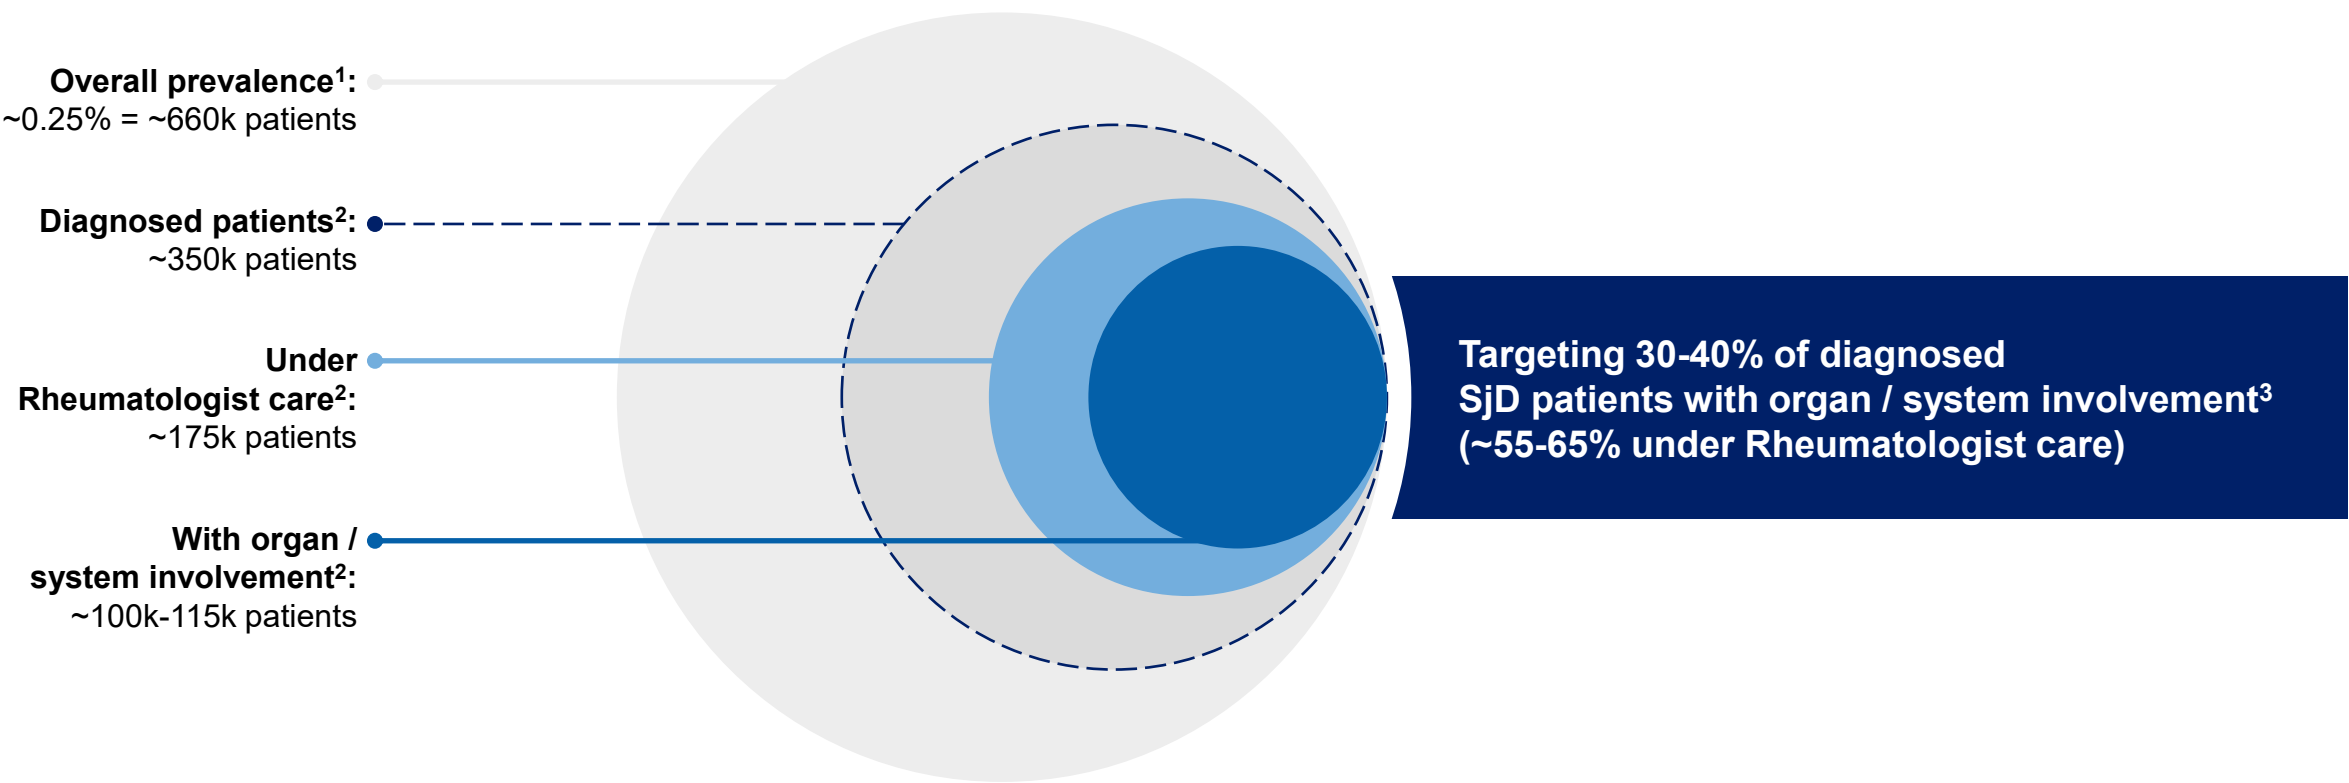 Overall prevalence¹:
~0.25% = ~660k patients
Diagnosed patients²:
~350k patients
Under
Rheumatologist care²:
~175k patients
With organ /
system involvement²:
~100k-115k patients
Targeting 30-40% of diagnosed
SjD patients with organ / system involvement³
(~55-65% under Rheumatologist care)